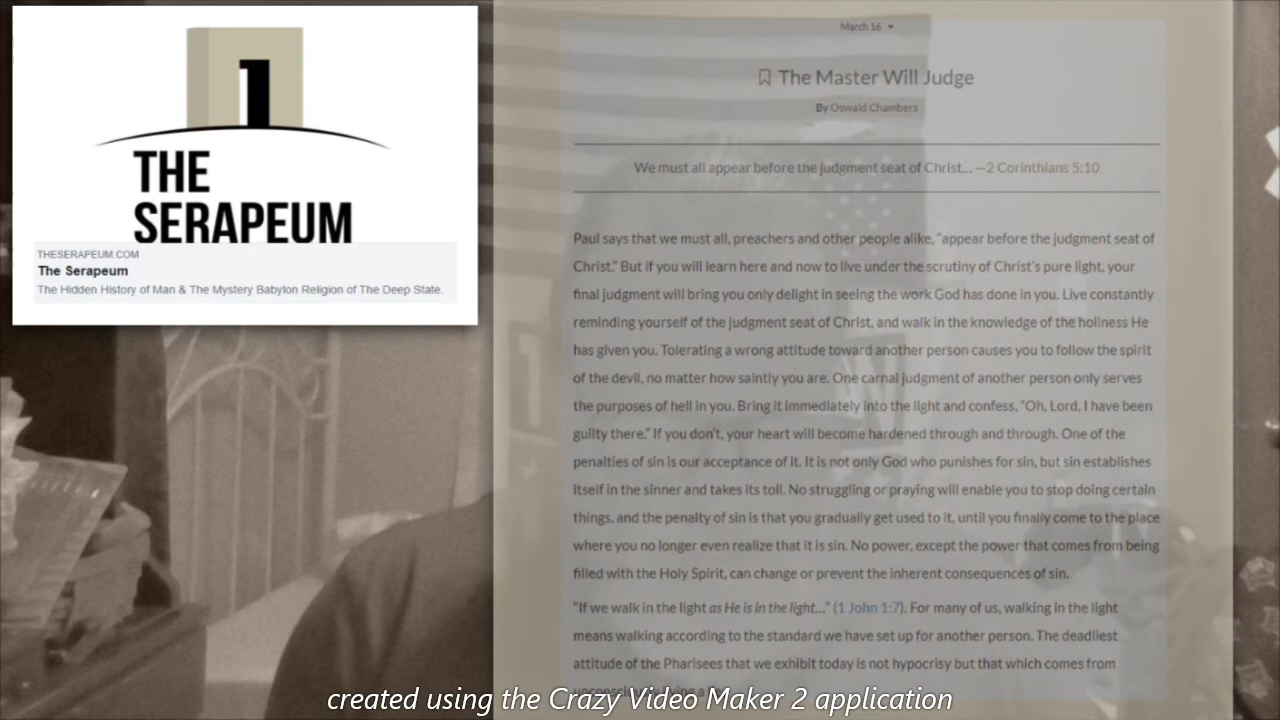 1
THE
SERAPEUM
THESERAPEUM.COM
The Serapeum
The Hidden History of Man & The Mystery Babylon Religion of The Deep State.
March 16
The Master Will Judge
By Oswald Chambers
We must all appear before the judgment seat of Christ... —2 Corinthians 5:10
Paul says that we must all, preachers and other people alike, “appear before the judgment seat of
Christ.” But if you will learn here and now to live under the scrutiny of Christ’s pure light, your
final judgment will bring you only delight in seeing the work God has done in you. Live constantly
reminding yourself of the judgment seat of Christ, and walk in the knowledge of the holiness He
has given you. Tolerating a wrong attitude toward another person causes you to follow the spirit
of the devil, no matter how saintly you are. One carnal judgment of another person only serves
the purposes of hell in you. Bring it immediately into the light and confess, “Oh, Lord, I have been
guilty there.” If you don’t, your heart will become hardened through and through. One of the
penalties of sin is our acceptance of it. It is not only God who punishes for sin, but sin establishes
itself in the sinner and takes its toll. No struggling or praying will enable you to stop doing certain
things, and the penalty of sin is that you gradually get used to it, until you finally come to the place
where you no longer even realize that it is sin. No power, except the power that comes from being
filled with the Holy Spirit, can change or prevent the inherent consequences of sin.
“If we walk in the light as He is in the light...” (1 John 1:7). For many of us, walking in the light
means walking according to the standard we have set up for another person. The deadliest
attitude of the Pharisees that we exhibit today is not hypocrisy but that which comes from
created using the Crazy Video Maker 2 application